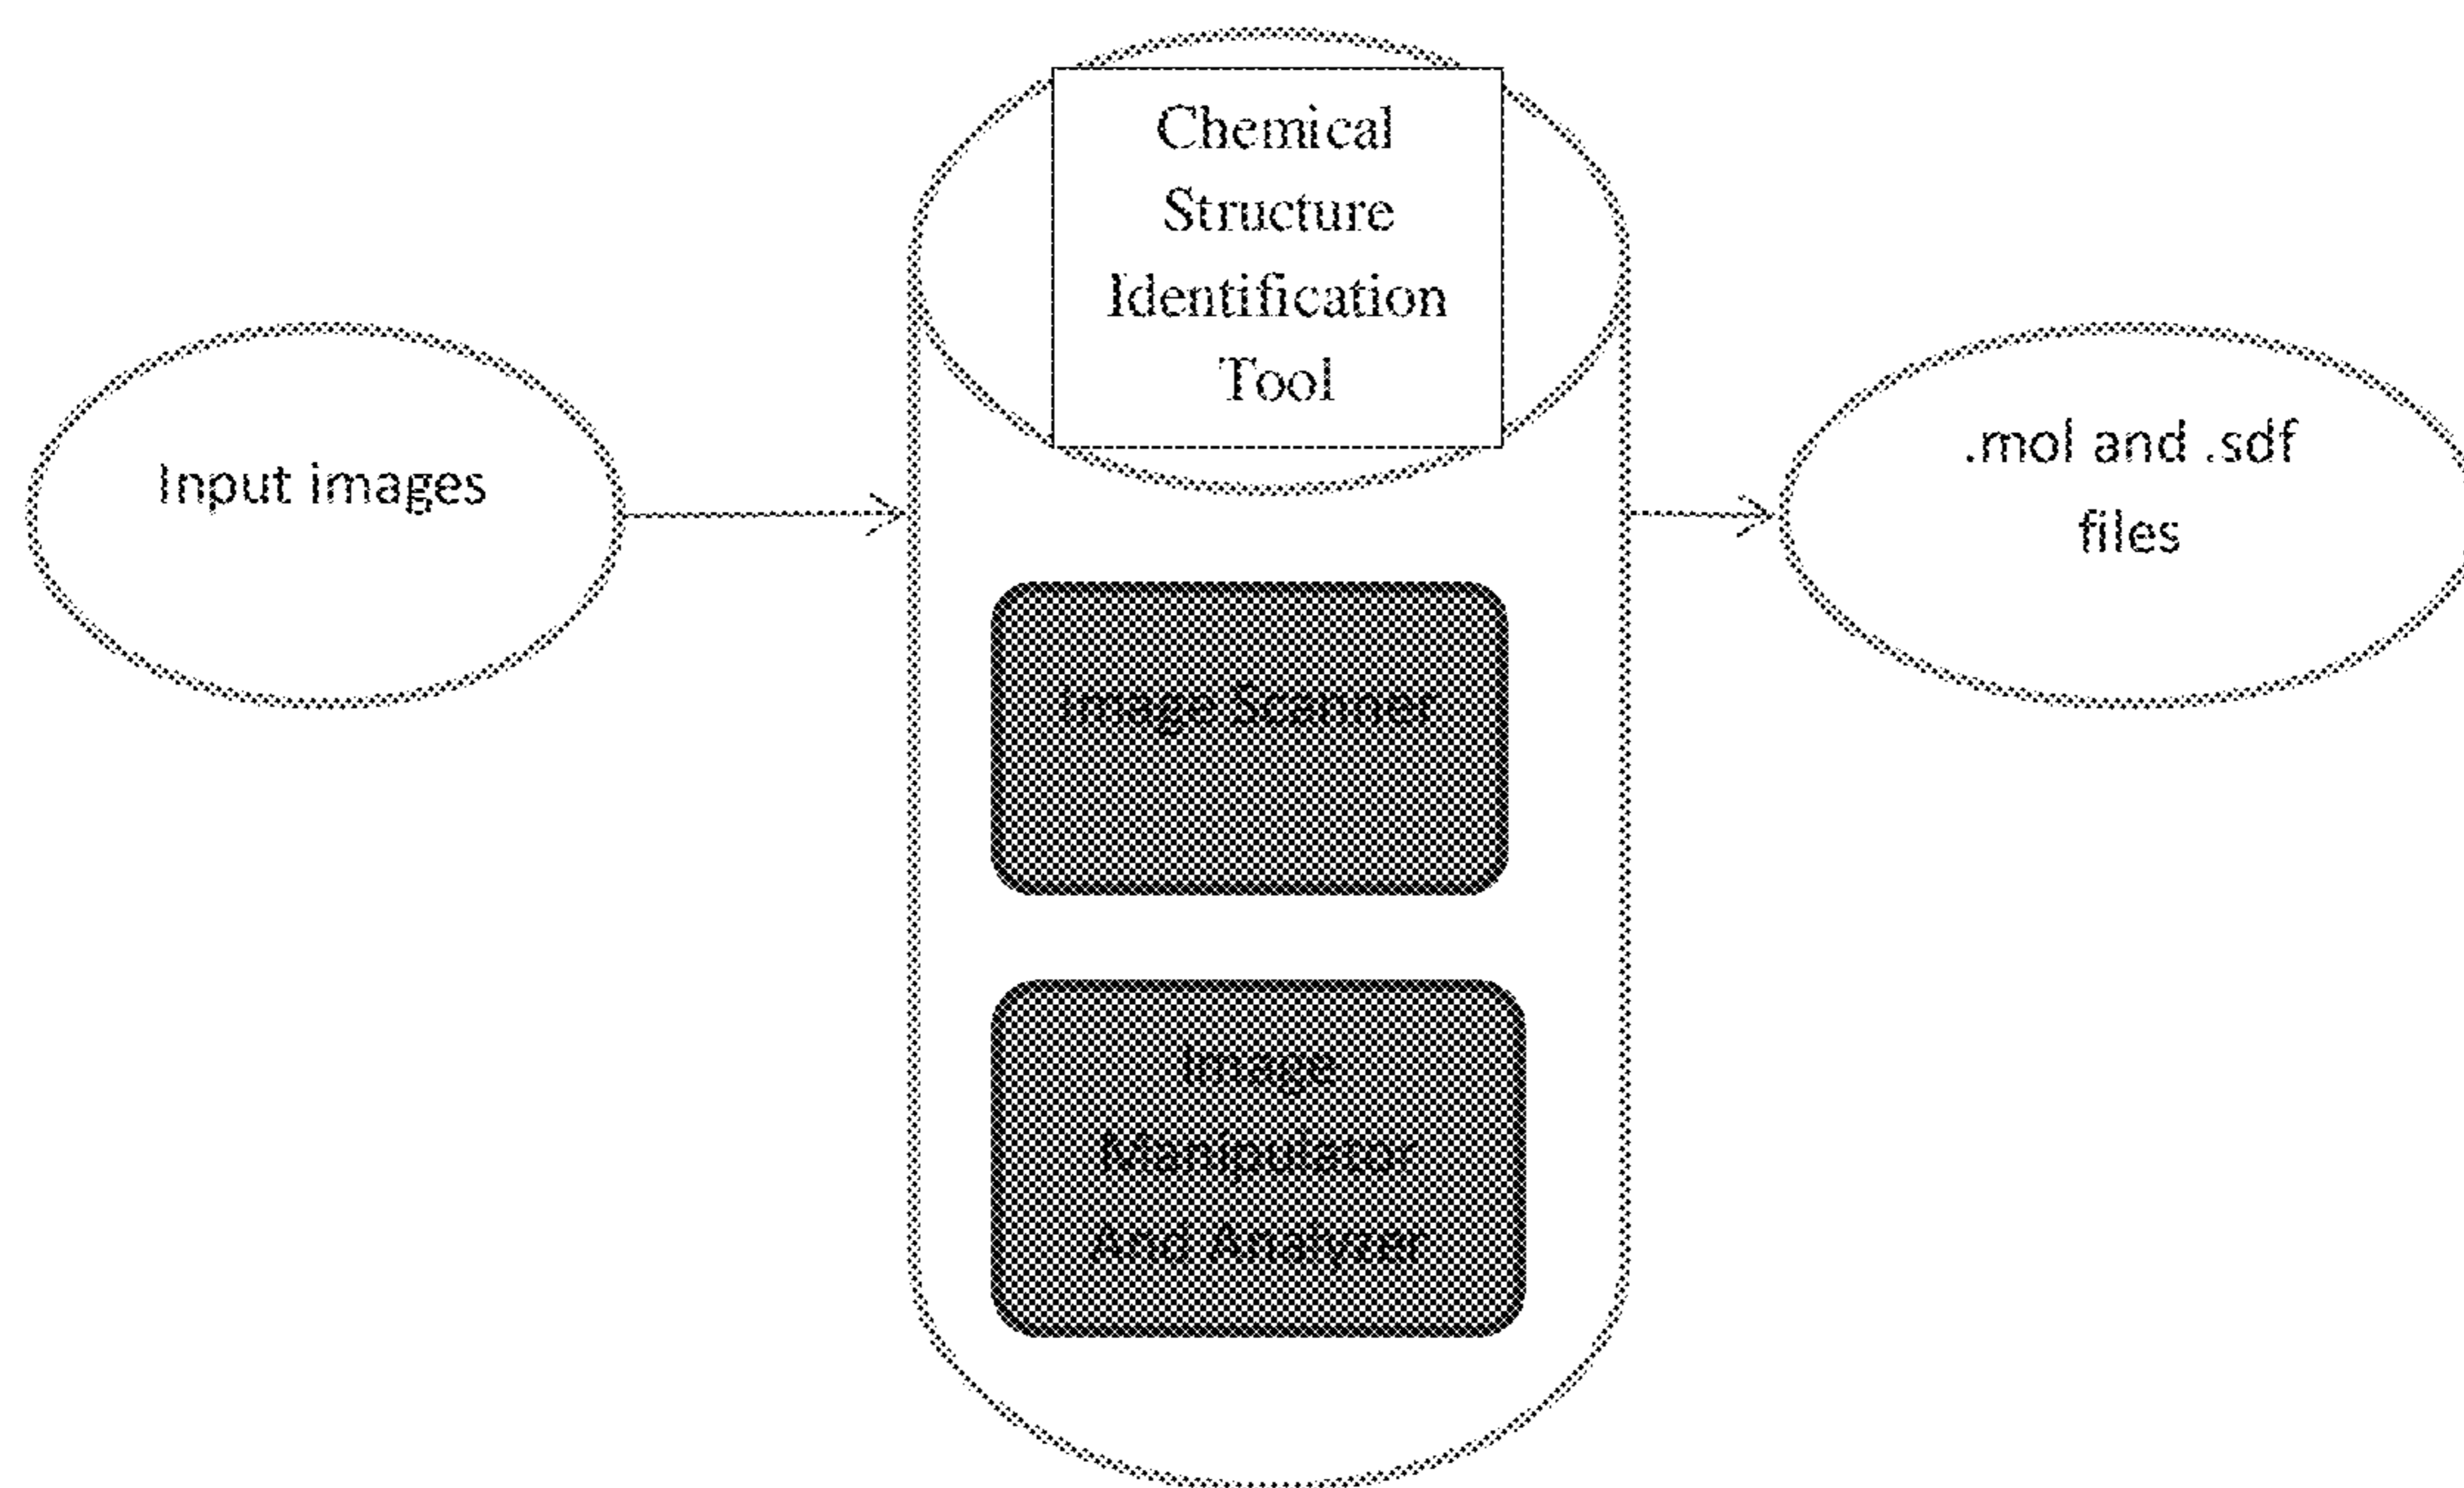 Input images
Chemical
Structure
Identification
Tool
Image Scanner
Image
Manipulator
And Analyzer
.mol and .sdf
files